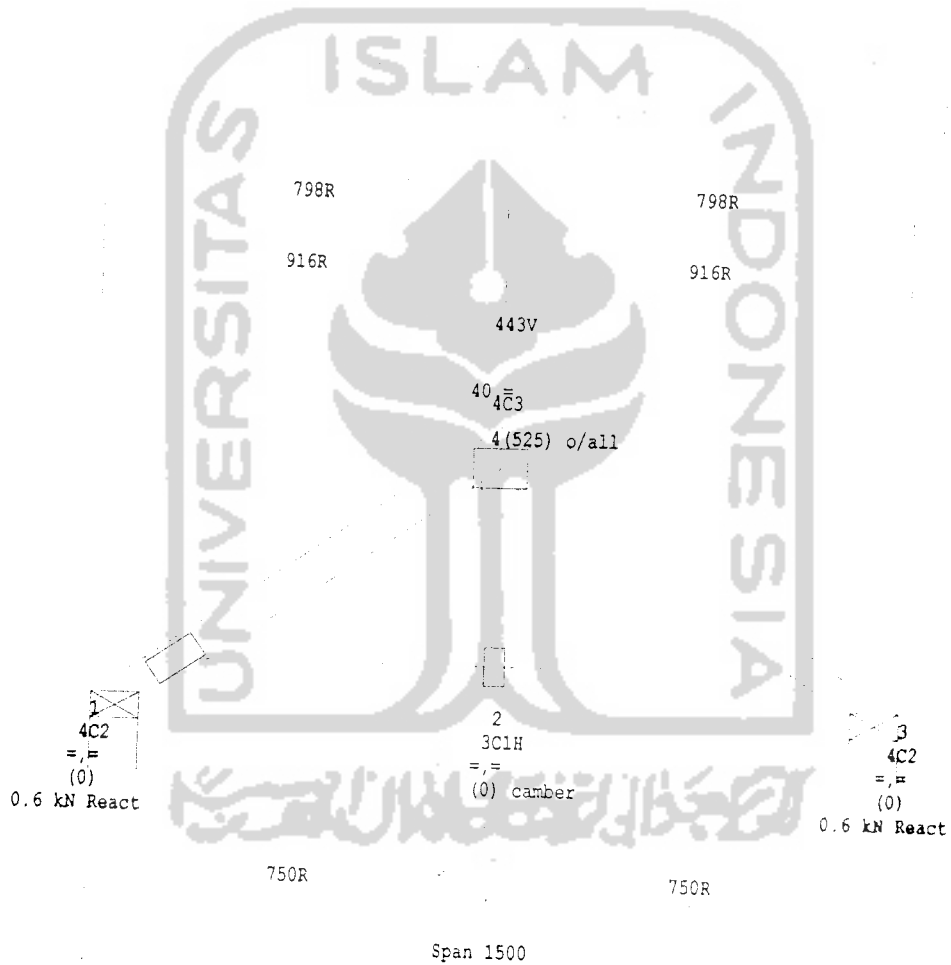 ISLAM
UNIVERSITAS
INDONESIA
798R
798R
916R
916R
443V
40 =
4C3
4(525) o/all
1
4C2
=,=
(0)
0.6 kN React
2
3C1H
=,=
(0) camber
3
4C2
=,=
(0)
0.6 kN React
750R
750R
Span 1500